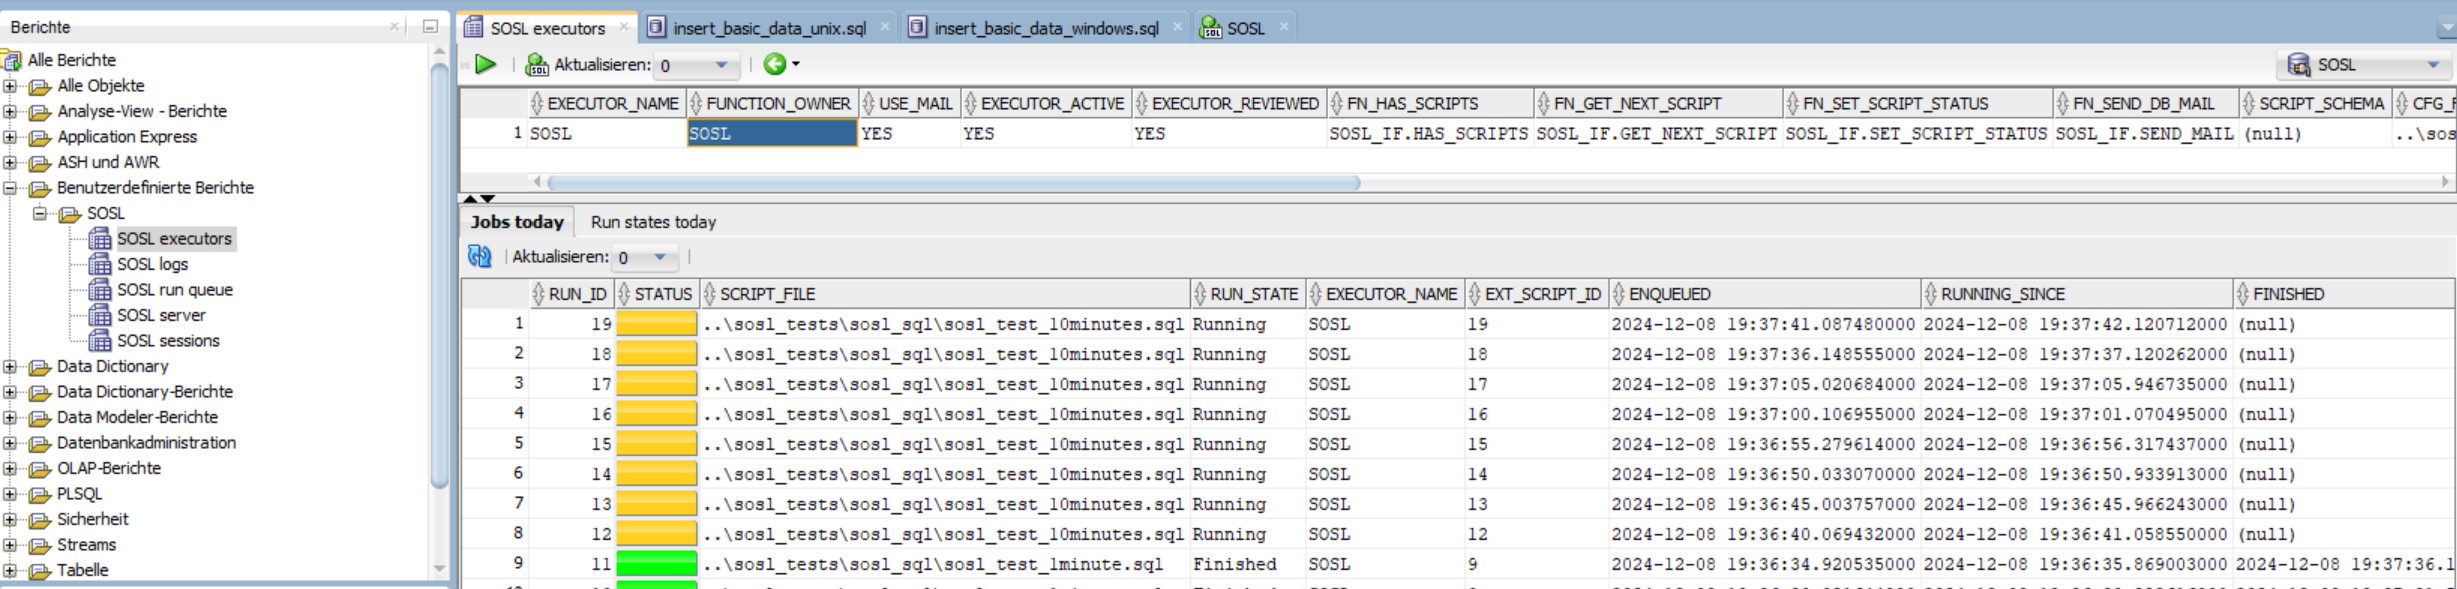 Berichte
Alle Berichte
Alle Objekte
Analyse-View - Berichte
Application Express
ASH und AWR
Benutzerdefinierte Berichte
SOSL
SOSL executors
SOSL logs
SOSL run queue
SOSL server
SOSL sessions
Data Dictionary
Data Dictionary-Berichte
Data Modeler-Berichte
Datenbankadministration
OLAP-Berichte
PLSQL
Sicherheit
Streams
Tabelle
SOSL executors insert_basic_data_unix.sql insert_basic_data_windows.sql SOSL
Aktualisieren: 0 SOSL
EXECUTOR_NAME FUNCTION_OWNER USE_MAIL EXECUTOR_ACTIVE EXECUTOR_REVIEWED FN_HAS_SCRIPTS FN_GET_NEXT_SCRIPT FN_SET_SCRIPT_STATUS FN_SEND_DB_MAIL SCRIPT_SCHEMA
1 SOSL SOSL YES YES YES SOSL_IF.HAS_SCRIPTS SOSL_IF.GET_NEXT_SCRIPT SOSL_IF.SET_SCRIPT_STATUS SOSL_IF.SEND_MAIL (null) ..\sos
Jobs today Run states today
Aktualisieren: 0
RUN_ID STATUS SCRIPT_FILE RUN_STATE EXECUTOR_NAME EXT_SCRIPT_ID ENQUEUED RUNNING_SINCE FINISHED
1 19 ..\sosl_tests\sosl_sql\sosl_test_10minutes.sql Running SOSL 19 2024-12-08 19:37:41.087480000 2024-12-08 19:37:42.120712000 (null)
2 18 ..\sosl_tests\sosl_sql\sosl_test_10minutes.sql Running SOSL 18 2024-12-08 19:37:36.148555000 2024-12-08 19:37:37.120262000 (null)
3 17 ..\sosl_tests\sosl_sql\sosl_test_10minutes.sql Running SOSL 17 2024-12-08 19:37:05.020684000 2024-12-08 19:37:05.946735000 (null)
4 16 ..\sosl_tests\sosl_sql\sosl_test_10minutes.sql Running SOSL 16 2024-12-08 19:37:00.106955000 2024-12-08 19:37:01.070495000 (null)
5 15 ..\sosl_tests\sosl_sql\sosl_test_10minutes.sql Running SOSL 15 2024-12-08 19:36:55.279614000 2024-12-08 19:36:56.317437000 (null)
6 14 ..\sosl_tests\sosl_sql\sosl_test_10minutes.sql Running SOSL 14 2024-12-08 19:36:50.033070000 2024-12-08 19:36:50.933913000 (null)
7 13 ..\sosl_tests\sosl_sql\sosl_test_10minutes.sql Running SOSL 13 2024-12-08 19:36:45.003757000 2024-12-08 19:36:45.966243000 (null)
8 12 ..\sosl_tests\sosl_sql\sosl_test_10minutes.sql Running SOSL 12 2024-12-08 19:36:40.069432000 2024-12-08 19:36:41.058550000 (null)
9 11 ..\sosl_tests\sosl_sql\sosl_test_1minute.sql Finished SOSL 9 2024-12-08 19:36:34.920535000 2024-12-08 19:36:35.869003000 2024-12-08 19:37:36.1